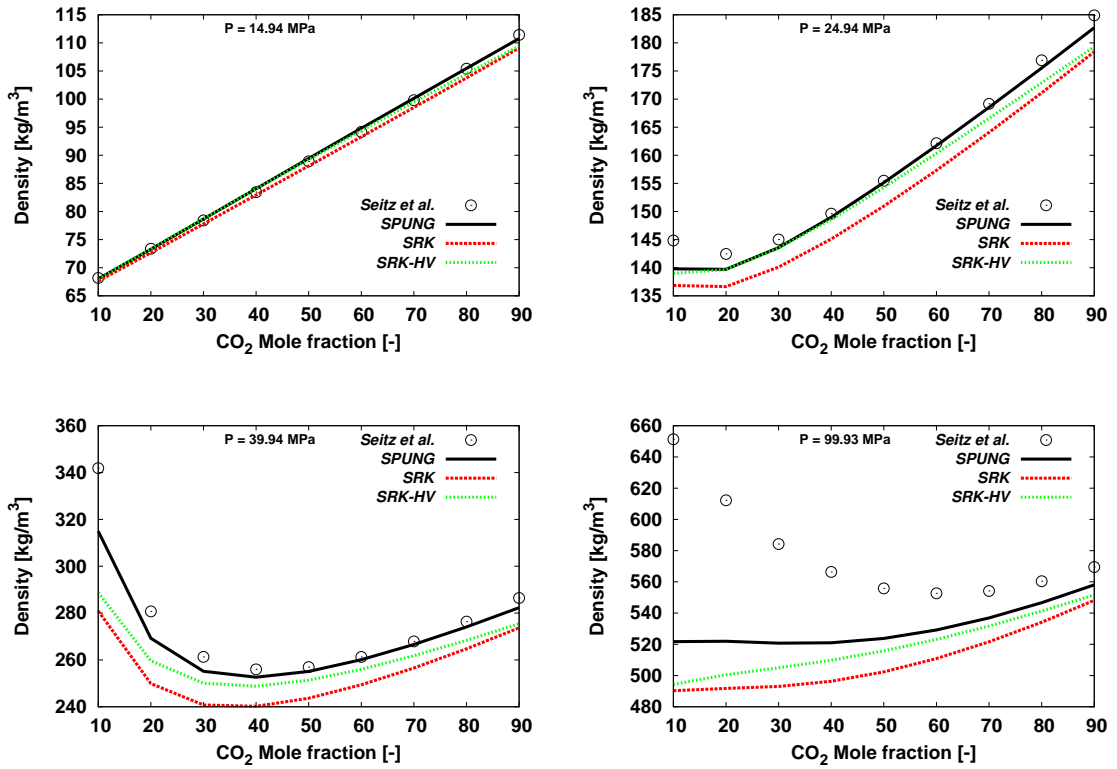 P = 14.94 MPa
Density [kg/m3]
115
110
105
100
95
90
85
80
75
70
65
Seitz et al.
SPUNG
SRK
SRK-HV
10 20 30 40 50 60 70 80 90
CO2 Mole fraction [-]
P = 24.94 MPa
Density [kg/m3]
185
180
175
170
165
160
155
150
145
140
135
Seitz et al.
SPUNG
SRK
SRK-HV
10 20 30 40 50 60 70 80 90
CO2 Mole fraction [-]
P = 39.94 MPa
Density [kg/m3]
360
340
320
300
280
260
240
Seitz et al.
SPUNG
SRK
SRK-HV
10 20 30 40 50 60 70 80 90
CO2 Mole fraction [-]
P = 99.93 MPa
Density [kg/m3]
660
640
620
600
580
560
540
520
500
480
Seitz et al.
SPUNG
SRK
SRK-HV
10 20 30 40 50 60 70 80 90
CO2 Mole fraction [-]